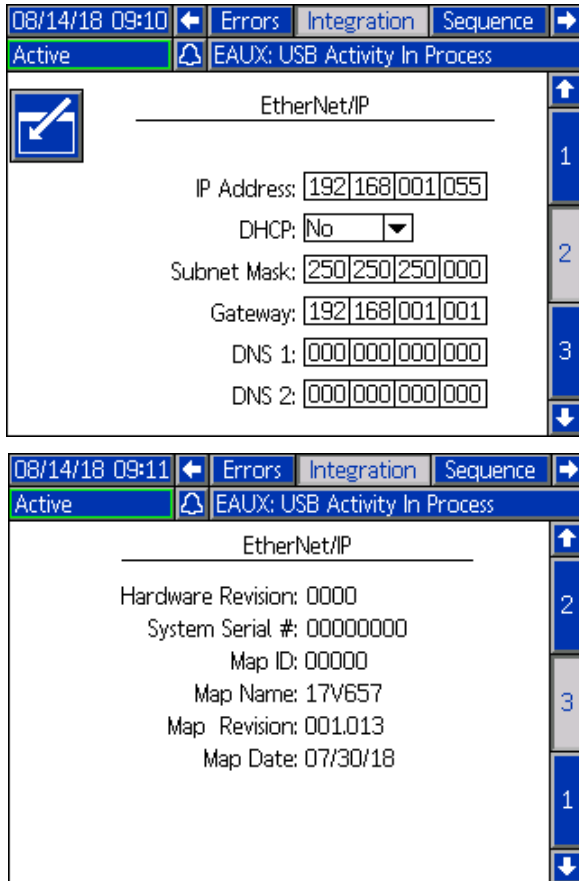 08/14/18 09:10 Errors Integration Sequence
Active EAUX: USB Activity In Process
EtherNet/IP
1
IP Address: 192 168 001 055
DHCP: No
2
Subnet Mask: 250 250 250 000
Gateway: 192 168 001 001
3
DNS 1: 000 000 000 000
DNS 2: 000 000 000 000
08/14/18 09:11 Errors Integration Sequence
Active EAUX: USB Activity In Process
EtherNet/IP
Hardware Revision: 0000
2
System Serial #: 00000000
Map ID: 00000
Map Name: 17V657
3
Map Revision: 001.013
Map Date: 07/30/18
1